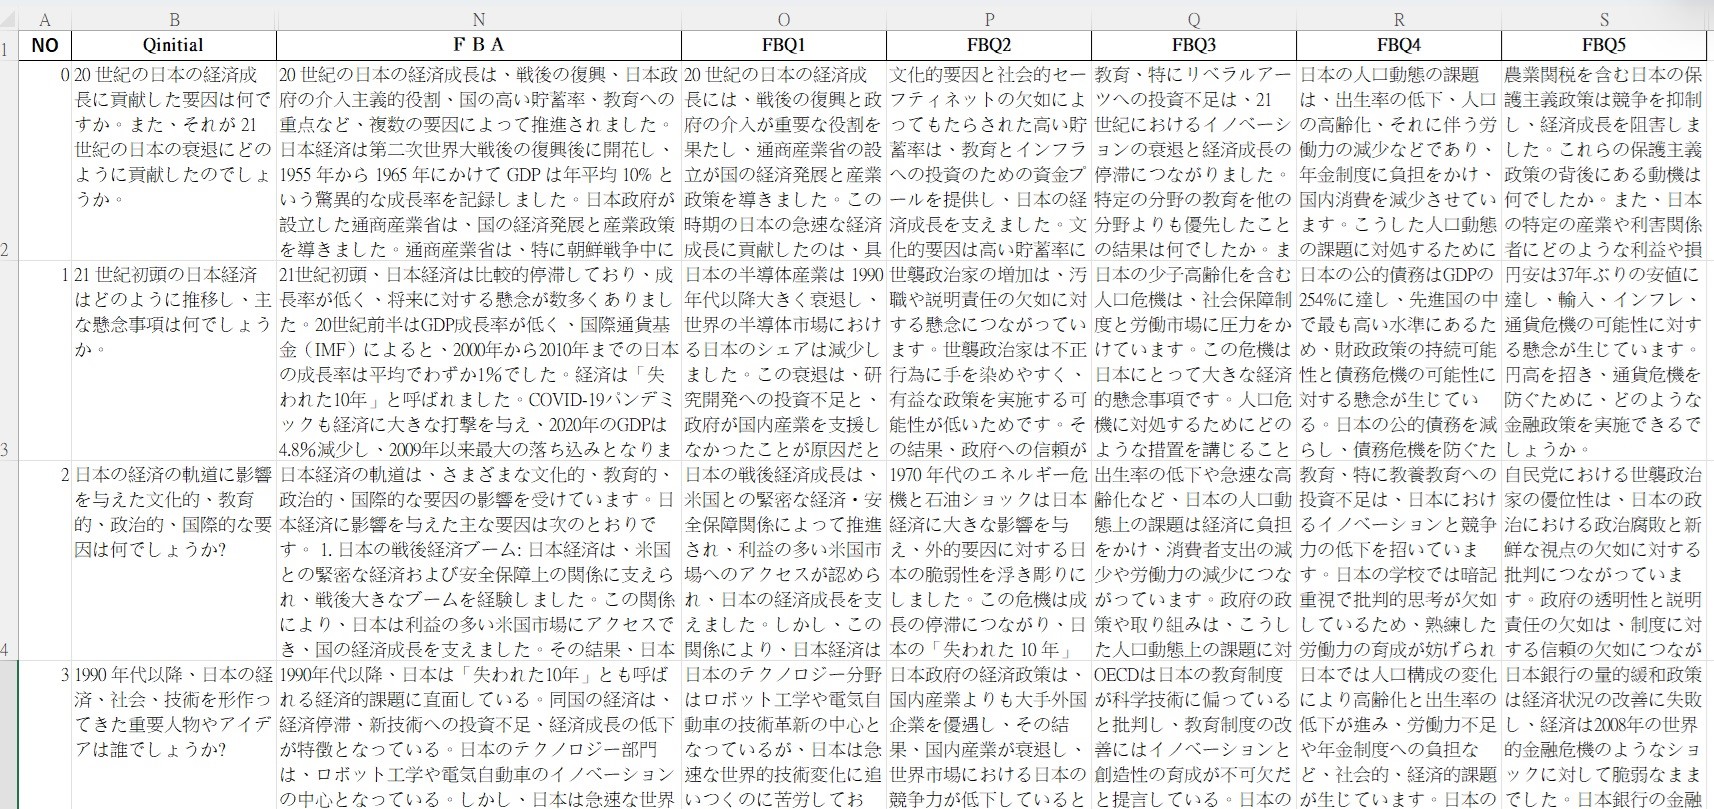 A B N O P Q R S
1 NO Qinitial F B A FBQ1 FBQ2 FBQ3 FBQ4 FBQ5
2
0
20 世紀の日本の経済成
長に貢献した要因は何で
すか。また、それが 21
世紀の日本の衰退にどの
ように貢献したのでしょ
うか。
20 世紀の日本の経済成長は、戦後の復興、日本政
府の介入主義的役割、国の高い貯蓄率、教育への
重点など、複数の要因によって推進されました。
日本経済は第二次世界大戦後の復興後に開花し、
1955 年から 1965 年にかけて GDP は年平均 10% と
いう驚異的な成長率を記録しました。日本政府が
設立した通商産業省は、国の経済発展と産業政策
を導きました。通商産業省は、特に朝鮮戦争中に
20 世紀の日本の経済成
長には、戦後の復興と政
府の介入が重要な役割を
果たし、通商産業省の設
立が国の経済発展と産業
政策を導きました。この
時期の日本の急速な経済
成長に貢献したのは、具
文化的要因と社会的セー
フティネットの欠如によ
ってもたらされた高い貯
蓄率は、教育とインフラ
への投資のための資金プ
ールを提供し、日本の経
済成長を支えました。文
化的要因は高い貯蓄率に
教育、特にリベラルアー
ツへの投資不足は、21
世紀におけるイノベーシ
ョンの衰退と経済成長の
停滞につながりました。
特定の分野の教育を他の
分野よりも優先したこと
の結果は何でしたか。ま
日本の人口動態の課題
は、出生率の低下、人口
の高齢化、それに伴う労
働力の減少などであり、
年金制度に負担をかけ、
国内消費を減少させてい
ます。こうした人口動態
の課題に対処するために
農業関税を含む日本の保
護主義政策は競争を抑制
し、経済成長を阻害しま
した。これらの保護主義
政策の背後にある動機は
何でしたか。また、日本
の特定の産業や利害関係
者にどのような利益や損
3
1
21 世紀初頭の日本経済
はどのように推移し、主
な懸念事項は何でしょう
か。
21世紀初頭、日本経済は比較的停滞しており、成
長率が低く、将来に対する懸念が数多くありまし
た。20世紀前半はGDP成長率が低く、国際通貨基
金（IMF）によると、2000年から2010年までの日本
の成長率は平均でわずか1%でした。経済は「失
われた10年」と呼ばれました。COVID-19パンデミ
ックも経済に大きな打撃を与え、2020年のGDPは
4.8%減少し、2009年以来最大の落ち込みとなりま
日本の半導体産業は 1990
年代以降大きく衰退し、
世界の半導体市場におけ
る日本のシェアは減少し
ました。この衰退は、研
究開発への投資不足と、
政府が国内産業を支援し
なかったことが原因だと
世襲政治家の増加は、汚
職や説明責任の欠如に対
する懸念につながってい
ます。世襲政治家は不正
行為に手を染めやすく、
有益な政策を実施する可
能性が低いためです。そ
の結果、政府への信頼が
日本の少子高齢化を含む
人口危機は、社会保障制
度と労働市場に圧力をか
けています。この危機は
日本にとって大きな経済
的懸念事項です。人口危
機に対処するためにどの
ような措置を講じること
日本の公的債務はGDPの
254%に達し、先進国の中
で最も高い水準にあるた
め、財政政策の持続可能
性と債務危機の可能性に
対する懸念が生じてい
る。日本の公的債務を減
らし、債務危機を防ぐた
円安は37年ぶりの安値に
達し、輸入、インフレ、
通貨危機の可能性に対す
る懸念が生じています。
円高を招き、通貨危機を
防ぐために、どのような
金融政策を実施できるで
しょうか。
4
2
日本の経済の軌道に影響
を与えた文化的、教育
的、政治的、国際的な要
因は何でしょうか?
日本経済の軌道は、さまざまな文化的、教育的、
政治的、国際的な要因の影響を受けています。日
本経済に影響を与えた主な要因は次のとおりで
す。 1. 日本の戦後経済ブーム: 日本経済は、米国
との緊密な経済および安全保障上の関係に支えら
れ、戦後大きなブームを経験しました。この関係
により、日本は利益の多い米国市場にアクセスで
き、国の経済成長を支えました。その結果、日本
日本の戦後経済成長は、
米国との緊密な経済・安
全保障関係によって推進
され、利益の多い米国市
場へのアクセスが認めら
れ、日本の経済成長を支
えました。しかし、この
関係により、日本経済は
1970 年代のエネルギー危
機と石油ショックは日本
経済に大きな影響を与
え、外的要因に対する日
本の脆弱性を浮き彫りに
しました。この危機は成
長の停滞につながり、日
本の「失われた 10 年」
出生率の低下や急速な高
齢化など、日本の人口動
態上の課題は経済に負担
をかけ、消費者支出の減
少や労働力の減少につな
がっています。政府の政
策や取り組みは、こうし
た人口動態上の課題に対
教育、特に教養教育への
投資不足は、日本におけ
るイノベーションと競争
力の低下を招いていま
す。日本の学校では暗記
重視で批判的思考が欠如
しているため、熟練した
労働力の育成が妨げられ
自民党における世襲政治
家の優位性は、日本の政
治における政治腐敗と新
鮮な視点の欠如に対する
批判につながっていま
す。政府の透明性と説明
責任の欠如は、制度に対
する信頼の欠如につなが
3
1990 年代以降、日本の経
済、社会、技術を形作っ
てきた重要人物やアイデ
アは誰でしょうか?
1990年代以降、日本は「失われた10年」とも呼ば
れる経済的課題に直面している。同国の経済は、
経済停滞、新技術への投資不足、経済成長の低下
が特徴となっている。日本のテクノロジー部門
は、ロボット工学や電気自動車のイノベーション
の中心となっている。しかし、日本は急速な世界
日本のテクノロジー分野
はロボット工学や電気自
動車の技術革新の中心と
なっているが、日本は急
速な世界的技術変化に追
いつくのに苦労してお
日本政府の経済政策は、
国内産業よりも大手外国
企業を優遇し、その結
果、国内産業が衰退し、
世界市場における日本の
競争力が低下していると
OECDは日本の教育制度
が科学技術に偏っている
と批判し、教育制度の改
善にはイノベーションと
創造性の育成が不可欠だ
と提言している。日本の
日本では人口構成の変化
により高齢化と出生率の
低下が進み、労働力不足
や年金制度への負担な
ど、社会的、経済的課題
が生じています。日本の
日本銀行の量的緩和政策
は経済状況の改善に失敗
し、経済は2008年の世界
的金融危機のようなショ
ックに対して脆弱なまま
でした。日本銀行の金融